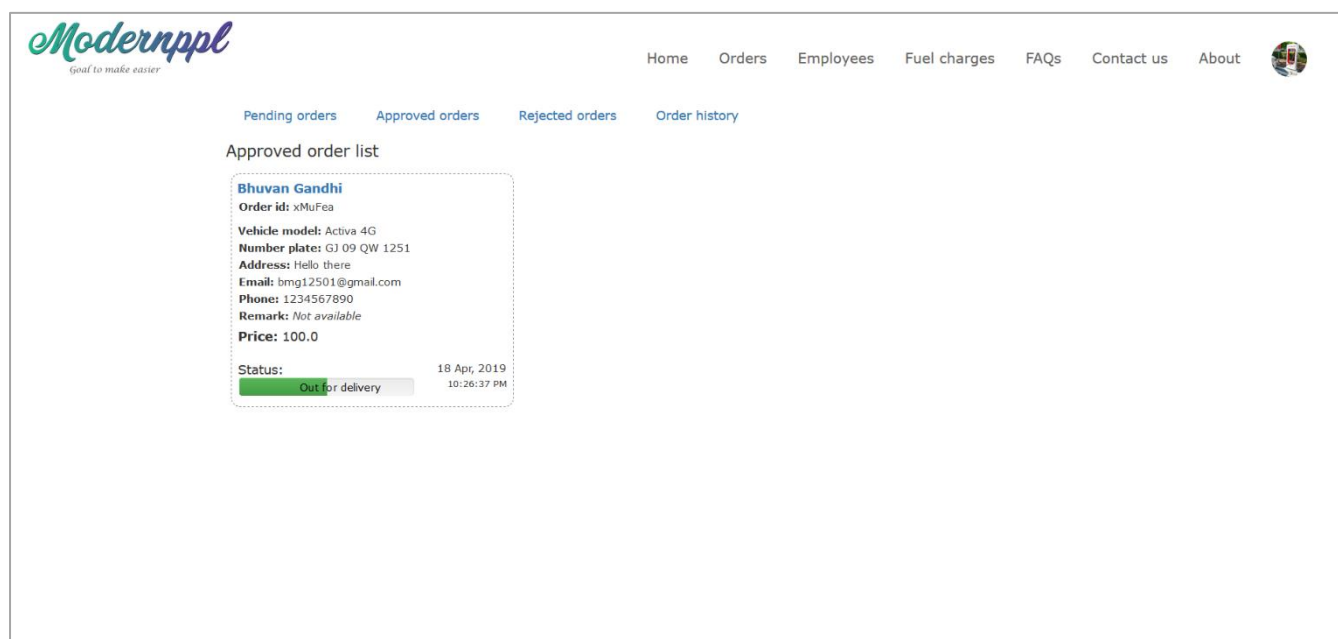 Modernppl
Goal to make easier
Home Orders Employees Fuel charges FAQs Contact us About
Pending orders Approved orders Rejected orders Order history
Approved order list
Bhuvan Gandhi
Order id: xMuFea
Vehicle model: Activa 4G
Number plate: GJ 09 QW 1251
Address: Hello there
Email: bmg12501@gmail.com
Phone: 1234567890
Remark: Not available
Price: 100.0
Status: 18 Apr, 2019
Out for delivery 10:26:37 PM